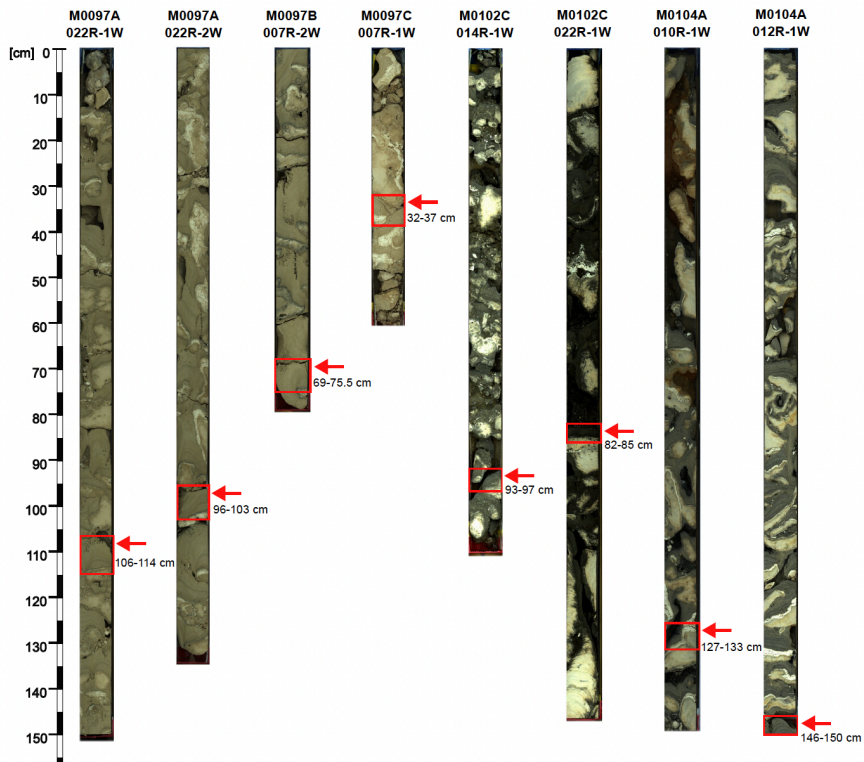 M0097A M0097A M0097B M0097C M0102C M0102C M0104A M0104A
022R-1W 022R-2W 007R-2W 007R-1W 014R-1W 022R-1W 010R-1W 012R-1W
[cm] 0
10
20
30
32-37 cm
40
50
60
70
69-75.5 cm
80
82-85 cm
90
93-97 cm
100
96-103 cm
110
106-114 cm
120
130
127-133 cm
140
150
146-150 cm